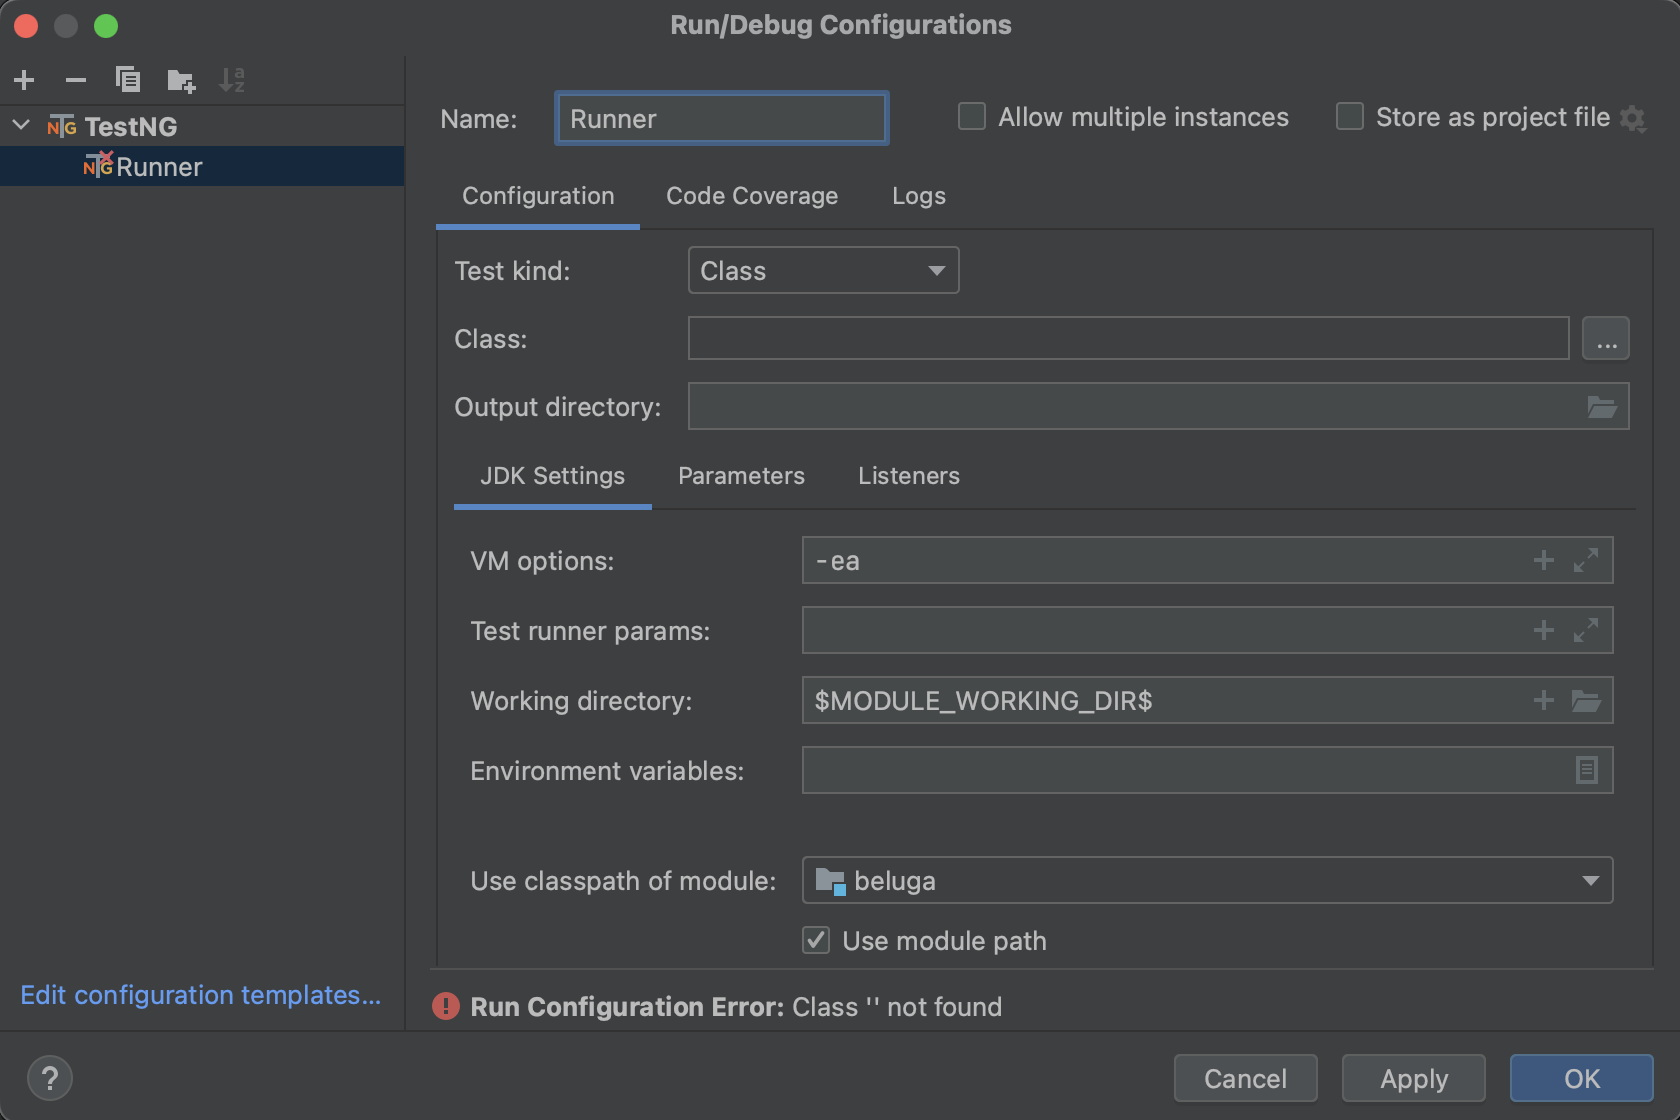 Run/Debug Configurations
TestNG
Runner
Edit configuration templates...
Name: Runner Allow multiple instances Store as project file
Configuration Code Coverage Logs
Test kind: Class
Class: ...
Output directory:
JDK Settings Parameters Listeners
VM options: -ea
Test runner params:
Working directory: $MODULE_WORKING_DIR$
Environment variables:
Use classpath of module: beluga
Use module path
Run Configuration Error: Class '' not found
? Cancel Apply OK